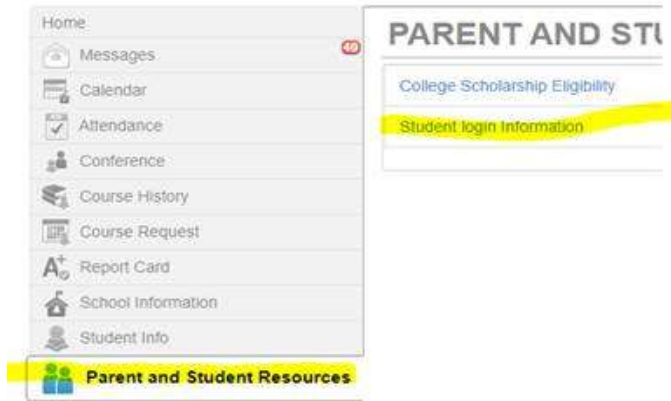 Home
Messages
Calendar
Attendance
Conference
Course History
Course Request
A+ Report Card
School Information
Student Info
Parent and Student Resources
PARENT AND STU
College Scholarship Eligibility
Student login Information